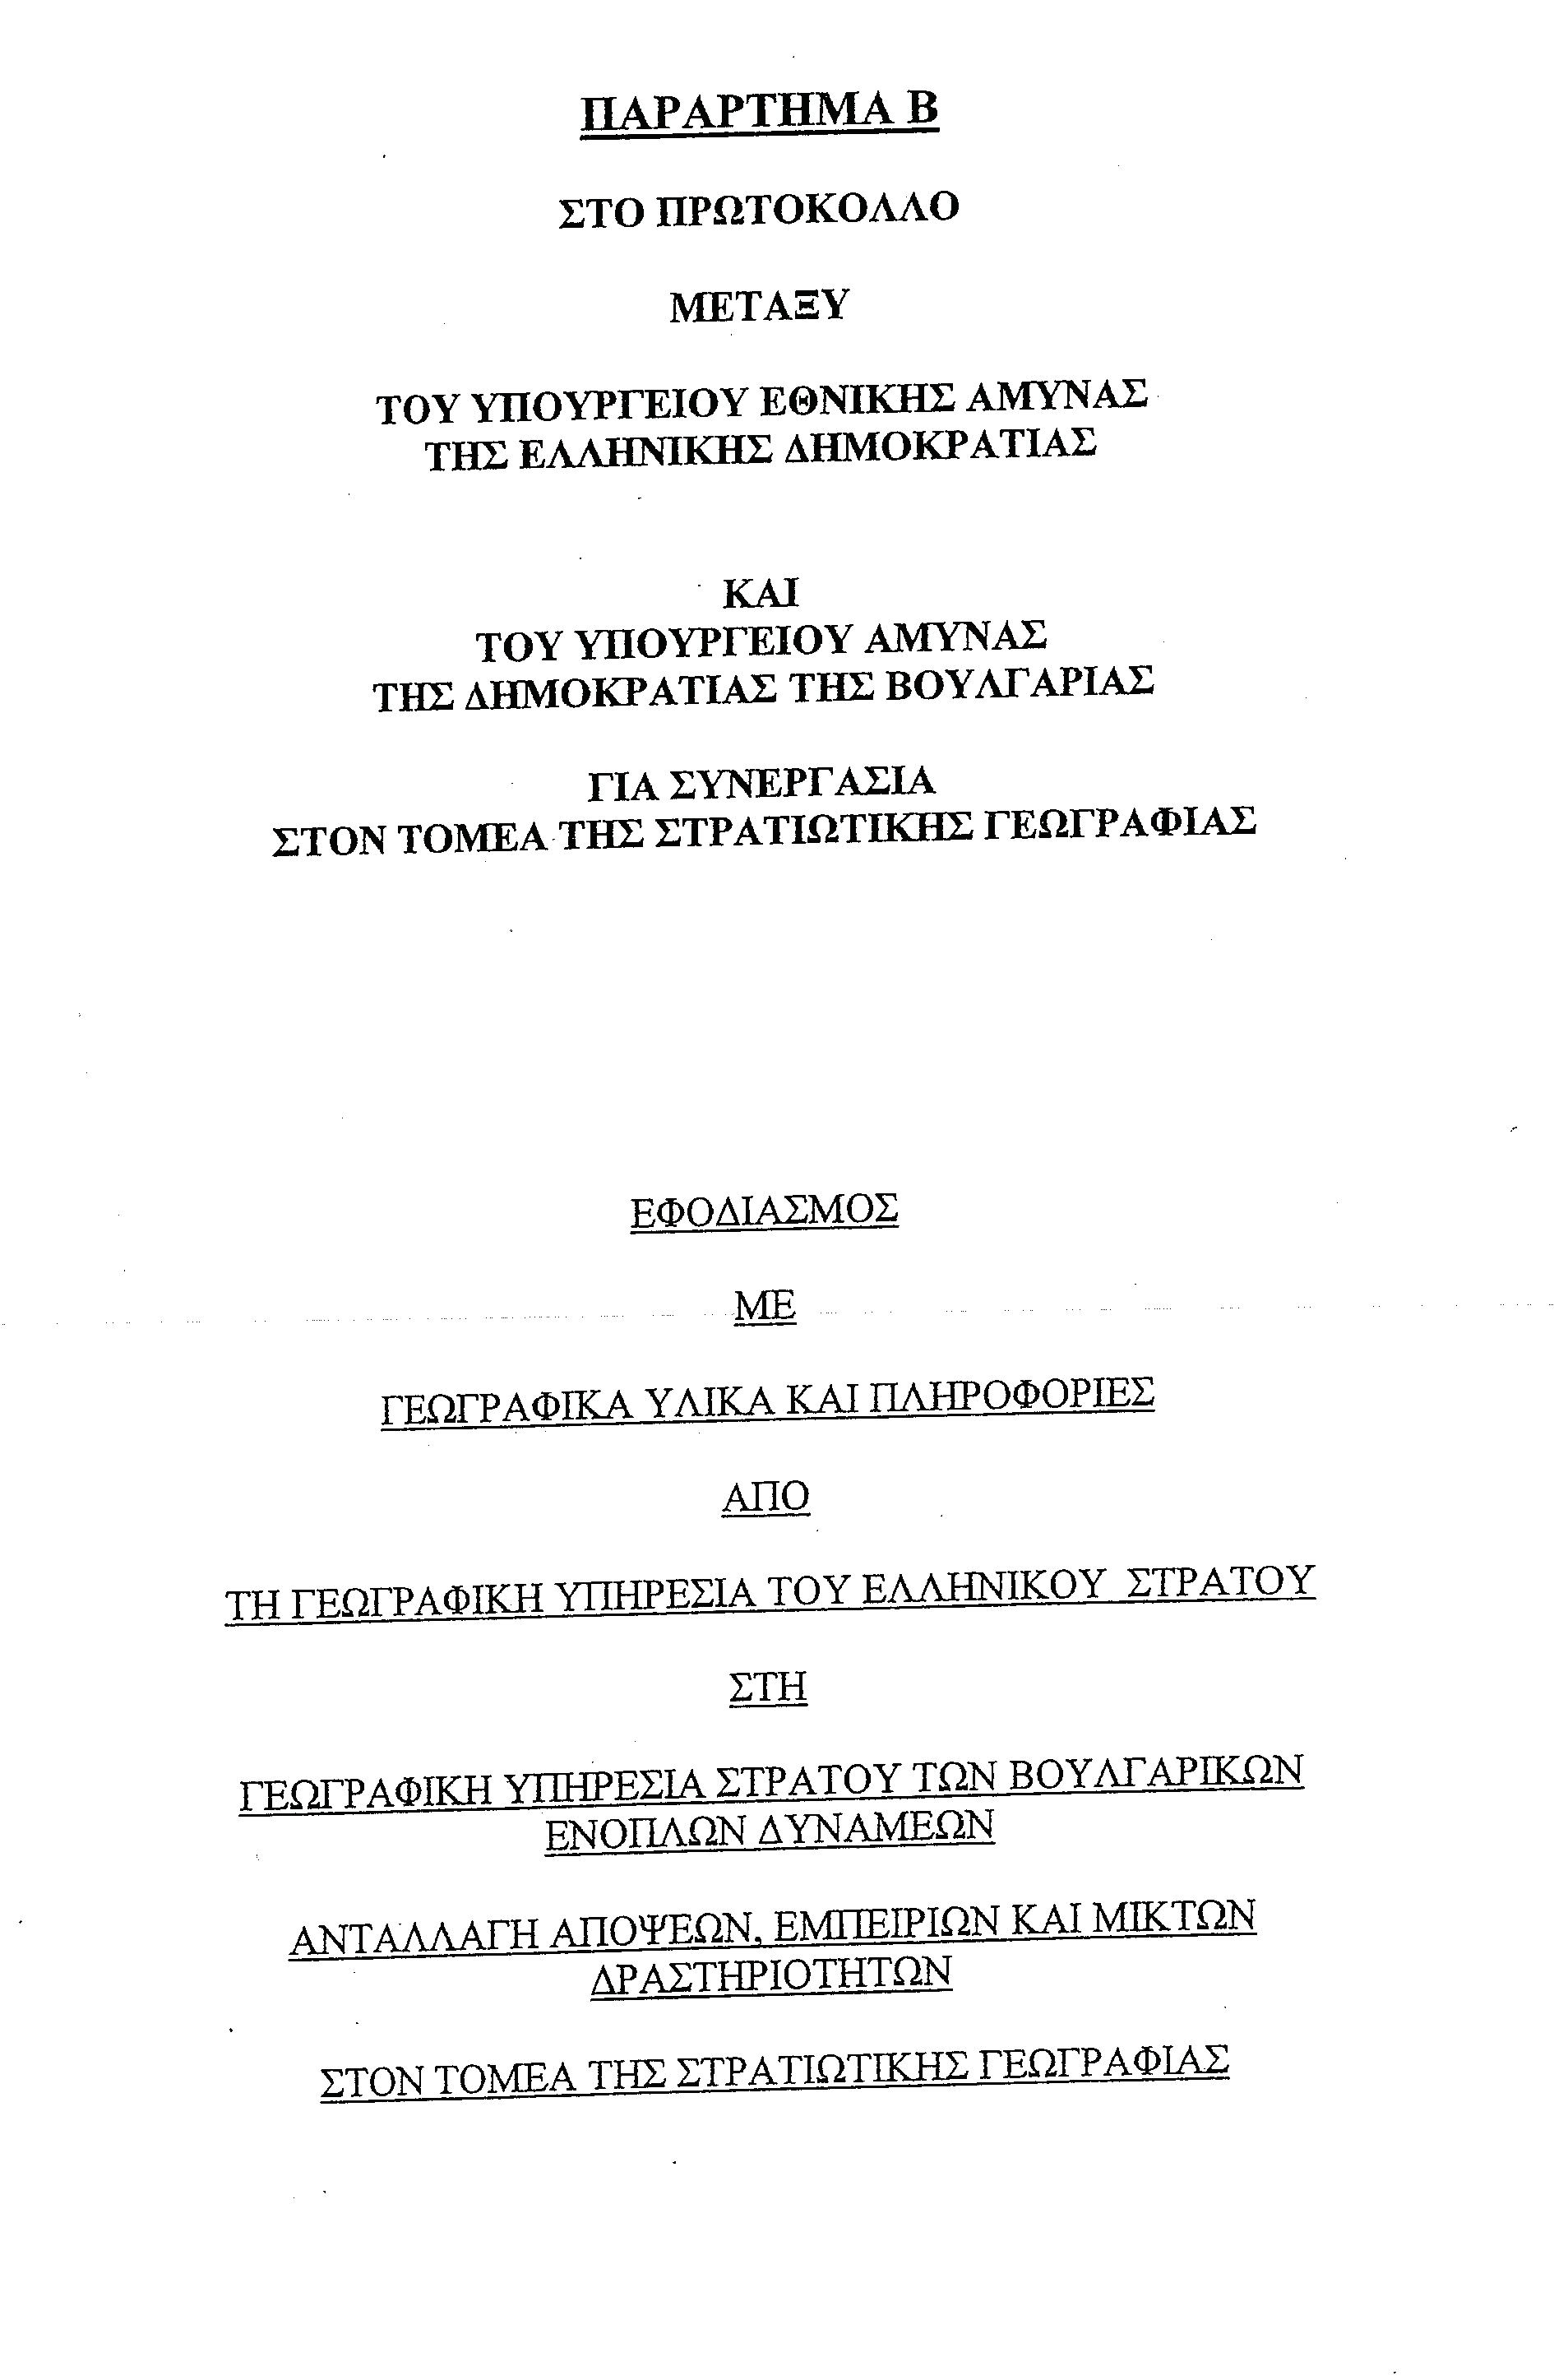 ΠΑΡΑΡΤΗΜΑ Β
ΣΤΟ ΠΡΩΤΟΚΟΛΛΟ
ΜΕΤΑΞΥ
ΤΟΥ ΥΠΟΥΡΓΕΙΟΥ ΕΘΝΙΚΗΣ ΑΜΥΝΑΣ
ΤΗΣ ΕΛΛΗΝΙΚΗΣ ΔΗΜΟΚΡΑΤΙΑΣ
ΚΑΙ
ΤΟΥ ΥΠΟΥΡΓΕΙΟΥ ΑΜΥΝΑΣ
ΤΗΣ ΔΗΜΟΚΡΑΤΙΑΣ ΤΗΣ ΒΟΥΛΓΑΡΙΑΣ
ΓΙΑ ΣΥΝΕΡΓΑΣΙΑ
ΣΤΟΝ ΤΟΜΕΑ ΤΗΣ ΣΤΡΑΤΙΩΤΙΚΗΣ ΓΕΩΓΡΑΦΙΑΣ
ΕΦΟΔΙΑΣΜΟΣ
ΜΕ
ΓΕΩΓΡΑΦΙΚΑ ΥΛΙΚΑ ΚΑΙ ΠΛΗΡΟΦΟΡΙΕΣ
ΑΠΟ
ΤΗ ΓΕΩΓΡΑΦΙΚΗ ΥΠΗΡΕΣΙΑ ΤΟΥ ΕΛΛΗΝΙΚΟΥ ΣΤΡΑΤΟΥ
ΣΤΗ
ΓΕΩΓΡΑΦΙΚΗ ΥΠΗΡΕΣΙΑ ΣΤΡΑΤΟΥ ΤΩΝ ΒΟΥΛΓΑΡΙΚΩΝ
ΕΝΟΠΛΩΝ ΔΥΝΑΜΕΩΝ
ΑΝΤΑΛΛΑΓΗ ΑΠΟΨΕΩΝ, ΕΜΠΕΙΡΙΩΝ ΚΑΙ ΜΙΚΤΩΝ
ΔΡΑΣΤΗΡΙΟΤΗΤΩΝ
ΣΤΟΝ ΤΟΜΕΑ ΤΗΣ ΣΤΡΑΤΙΩΤΙΚΗΣ ΓΕΩΓΡΑΦΙΑΣ